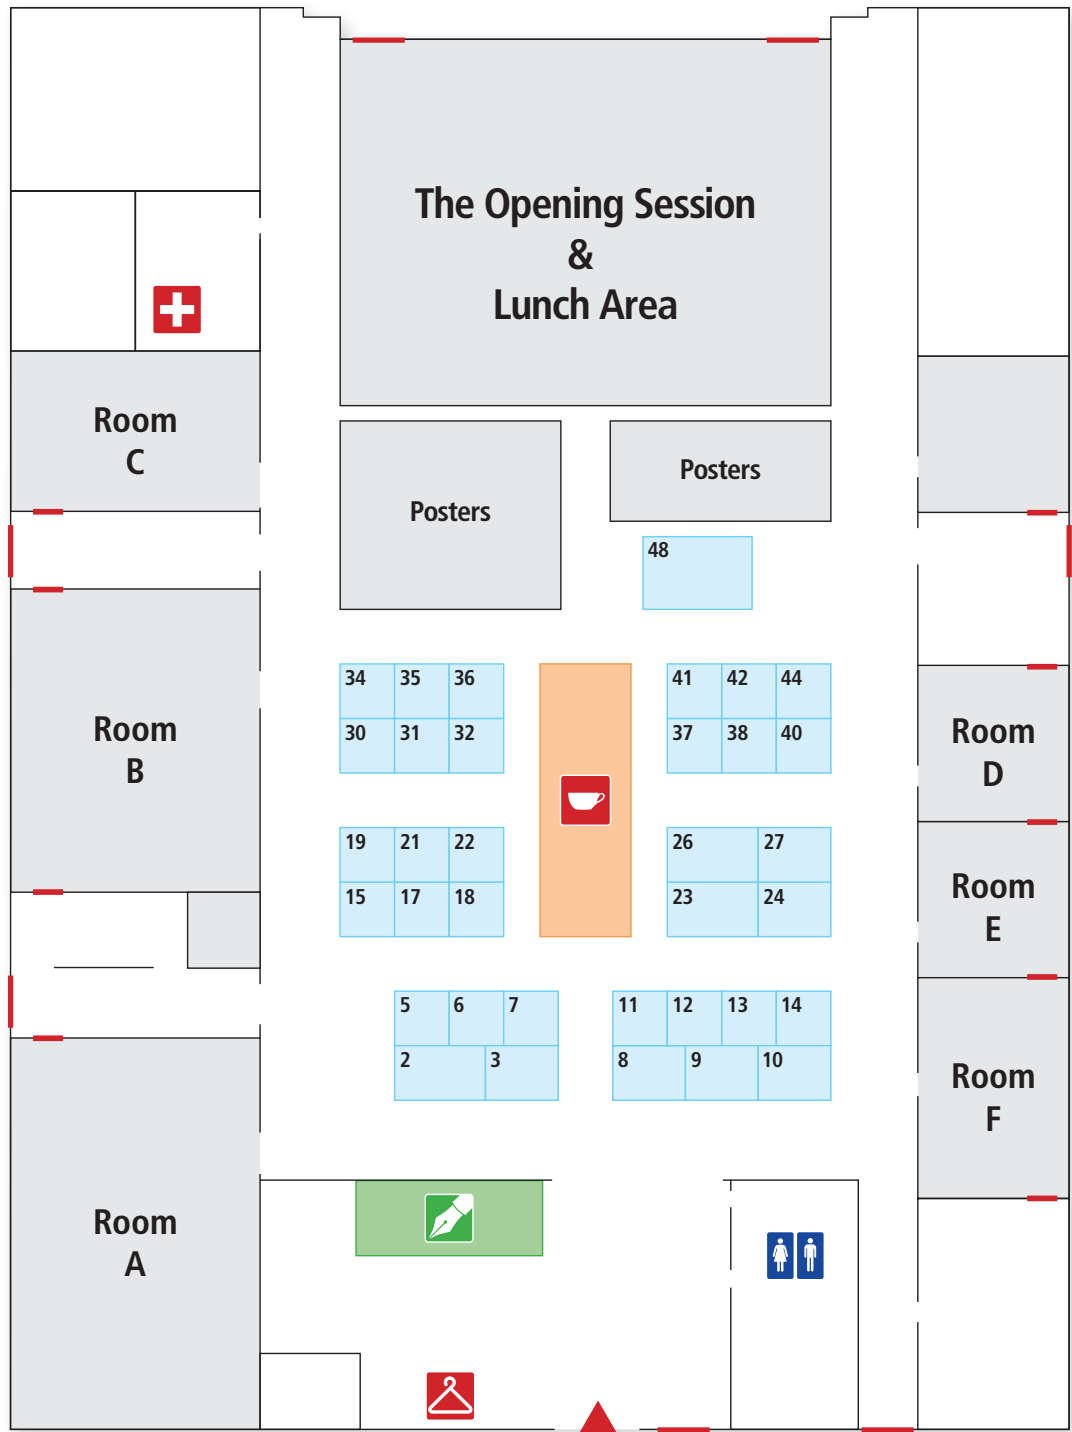 The Opening Session
&
Lunch Area
Room
C
Posters
Posters
48
34 35 36
30 31 32
41 42 44
37 38 40
Room
B
Room
D
19 21 22
15 17 18
26 27
23 24
Room
E
5 6 7
2 3
11 12 13 14
8 9 10
Room
F
Room
A